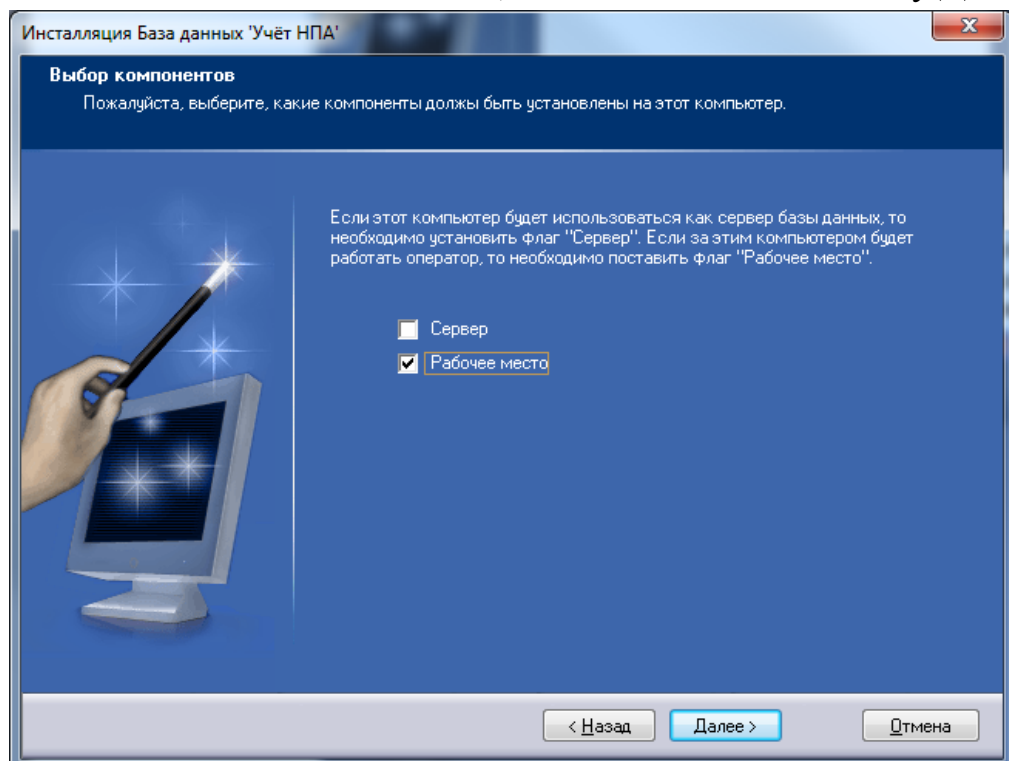 Инсталляция База данных 'Учёт НПА'
Выбор компонентов
Пожалуйста, выберите, какие компоненты должы быть установлены на этот компьютер.
Если этот компьютер будет использоваться как сервер базы данных, то
необходимо установить флаг "Сервер". Если за этим компьютером будет
работать оператор, то необходимо поставить флаг "Рабочее место".
Сервер
Рабочее место
< Назад
Далее >
Отмена